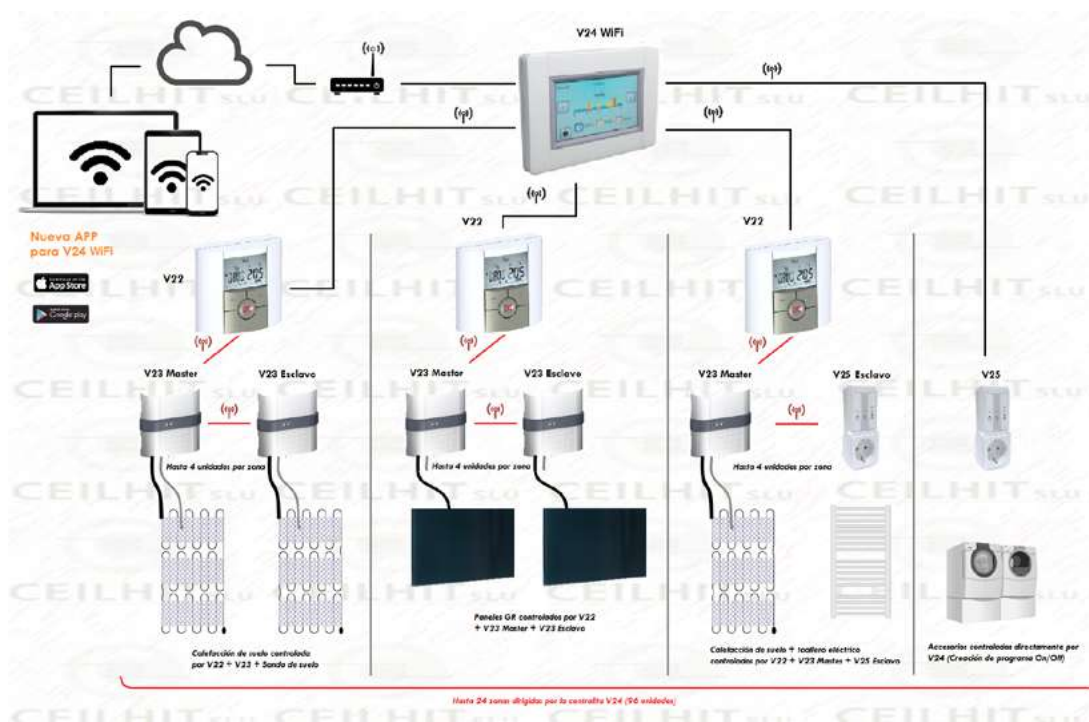 V24 WiFi
V22
V22
Nueva APP
para V24 WiFi
V22
App Store
Google play
V23 Master
V23 Esclavo
V23 Master
V23 Esclavo
V23 Master
V25 Esclavo
V25
Hasta 4 unidades por zona
Hasta 4 unidades por zona
Hasta 4 unidades por zona
Paneles GR controlados por V22
+ V23 Master + V23 Esclavo
Calefacción de suelo controlada
por V22 + V23 + Sonda de suelo
Calefacción de suelo + toallero eléctrico
controlados por V22 + V23 Master + V25 Esclavo
Accesorios controlados directamente por
V24 (Creación de programa On/Off)
Hasta 24 zonas dirigidas por la centralita V24 (96 unidades)
CEILHIT SLU